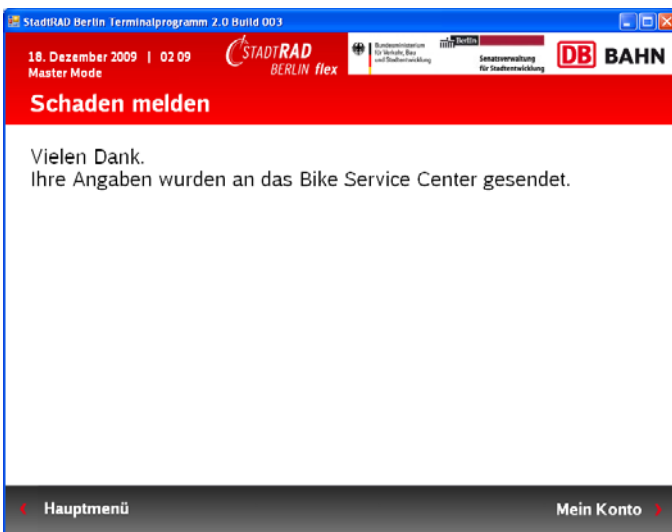 StadtRAD Berlin Terminalprogramm 2.0 Build 003
18. Dezember 2009 | 02 09
Master Mode
STADTRAD
BERLIN flex
Bundesministerium
für Verkehr, Bau
und Stadtentwicklung
Berlin
Senatsverwaltung
für Stadtentwicklung
DB BAHN
Schaden melden
Vielen Dank.
Ihre Angaben wurden an das Bike Service Center gesendet.
Hauptmenü
Mein Konto